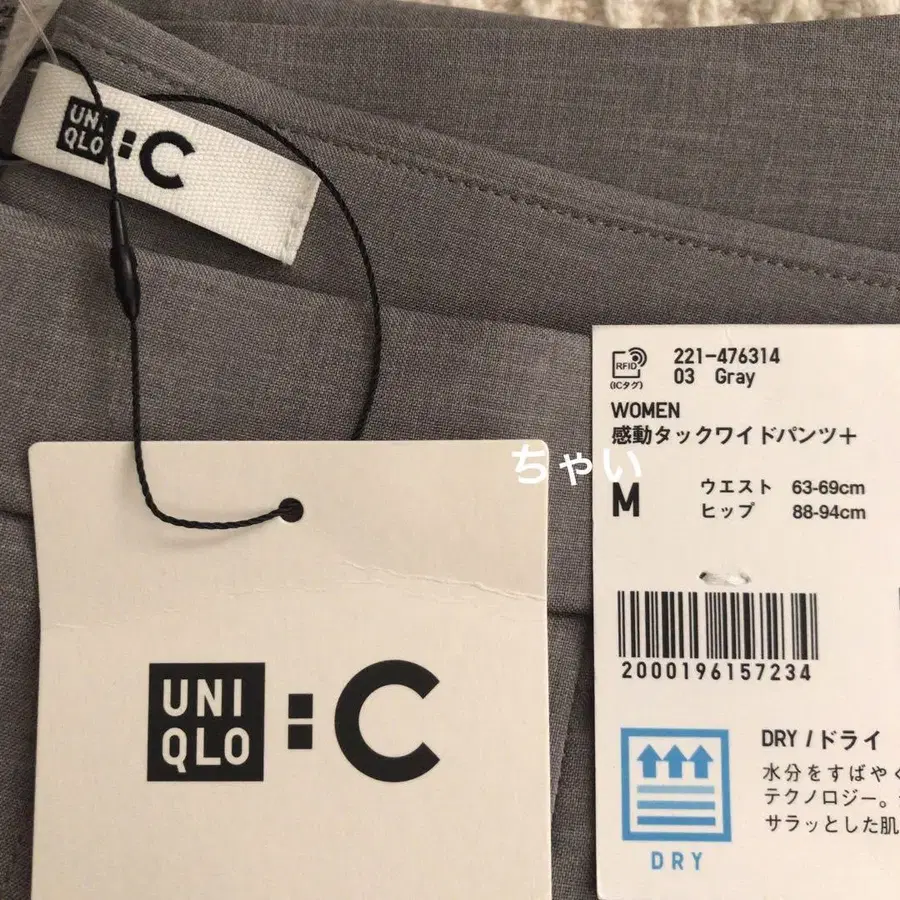 UNI
QLO
:C
221-476314
RFID
03 Gray
(ICタグ)
WOMEN
感動タックワイドパンツ+
ちゃい
M
ウエスト 63-69cm
ヒップ 88-94cm
2000196157234
UNI
QLO
:C
DRY /ドライ
水分をすばや
テクノロジー。
サラッとした肌
DRY